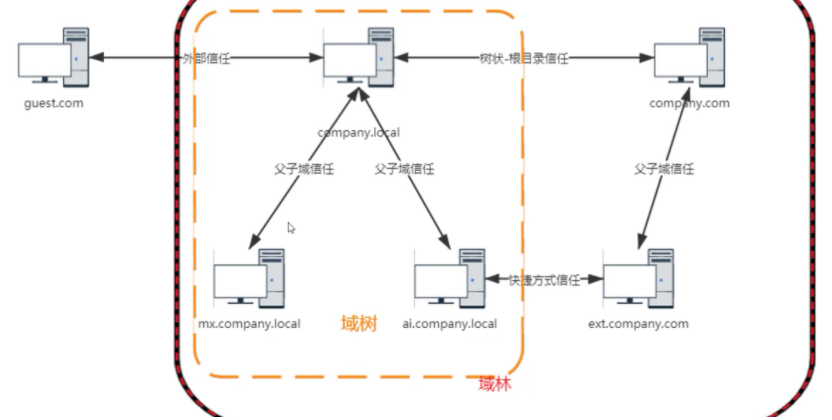 外部信任
树状-根目录信任
guest.com
company.local
company.com
父子域信任
父子域信任
父子域信任
快捷方式信任
mx.company.local
域树
ai.company.local
ext.company.com
域林